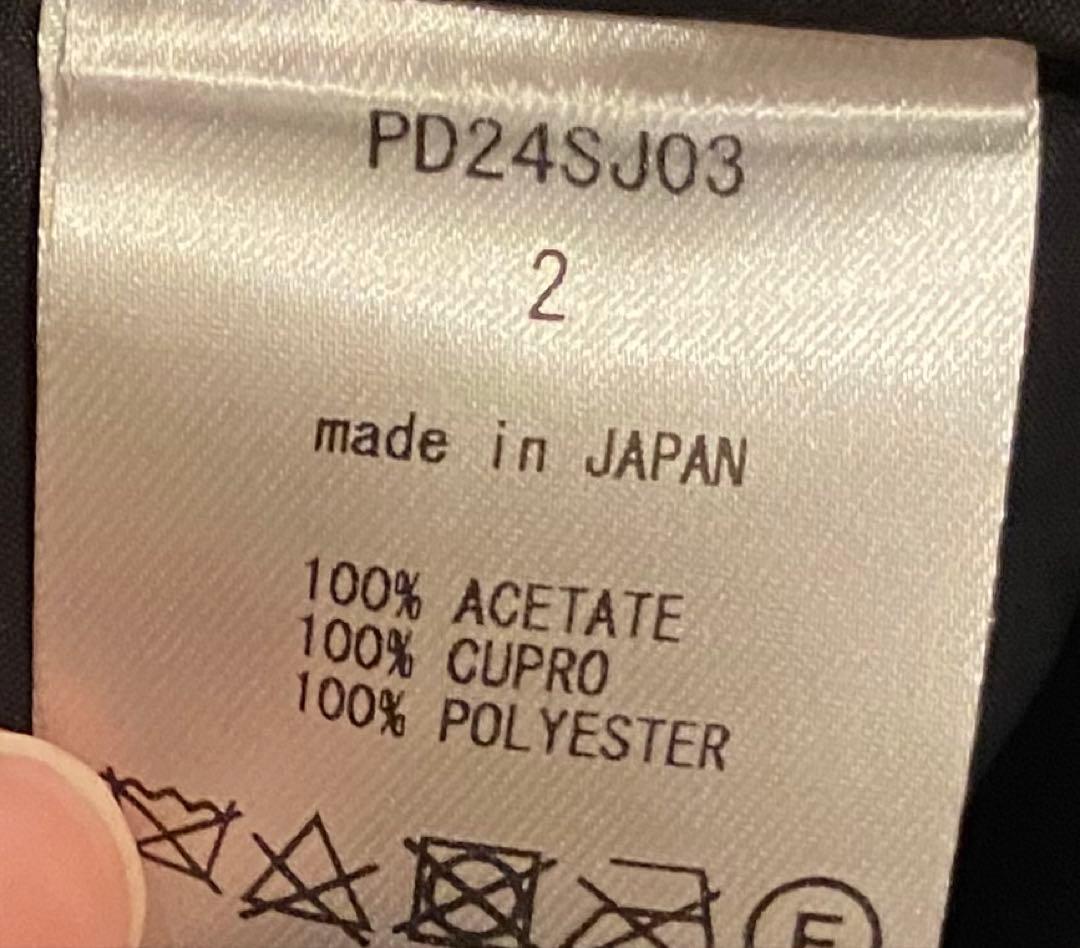 PD24SJ03
2
made in JAPAN
100% ACETATE
100% CUPRO
100% POLYESTER
F